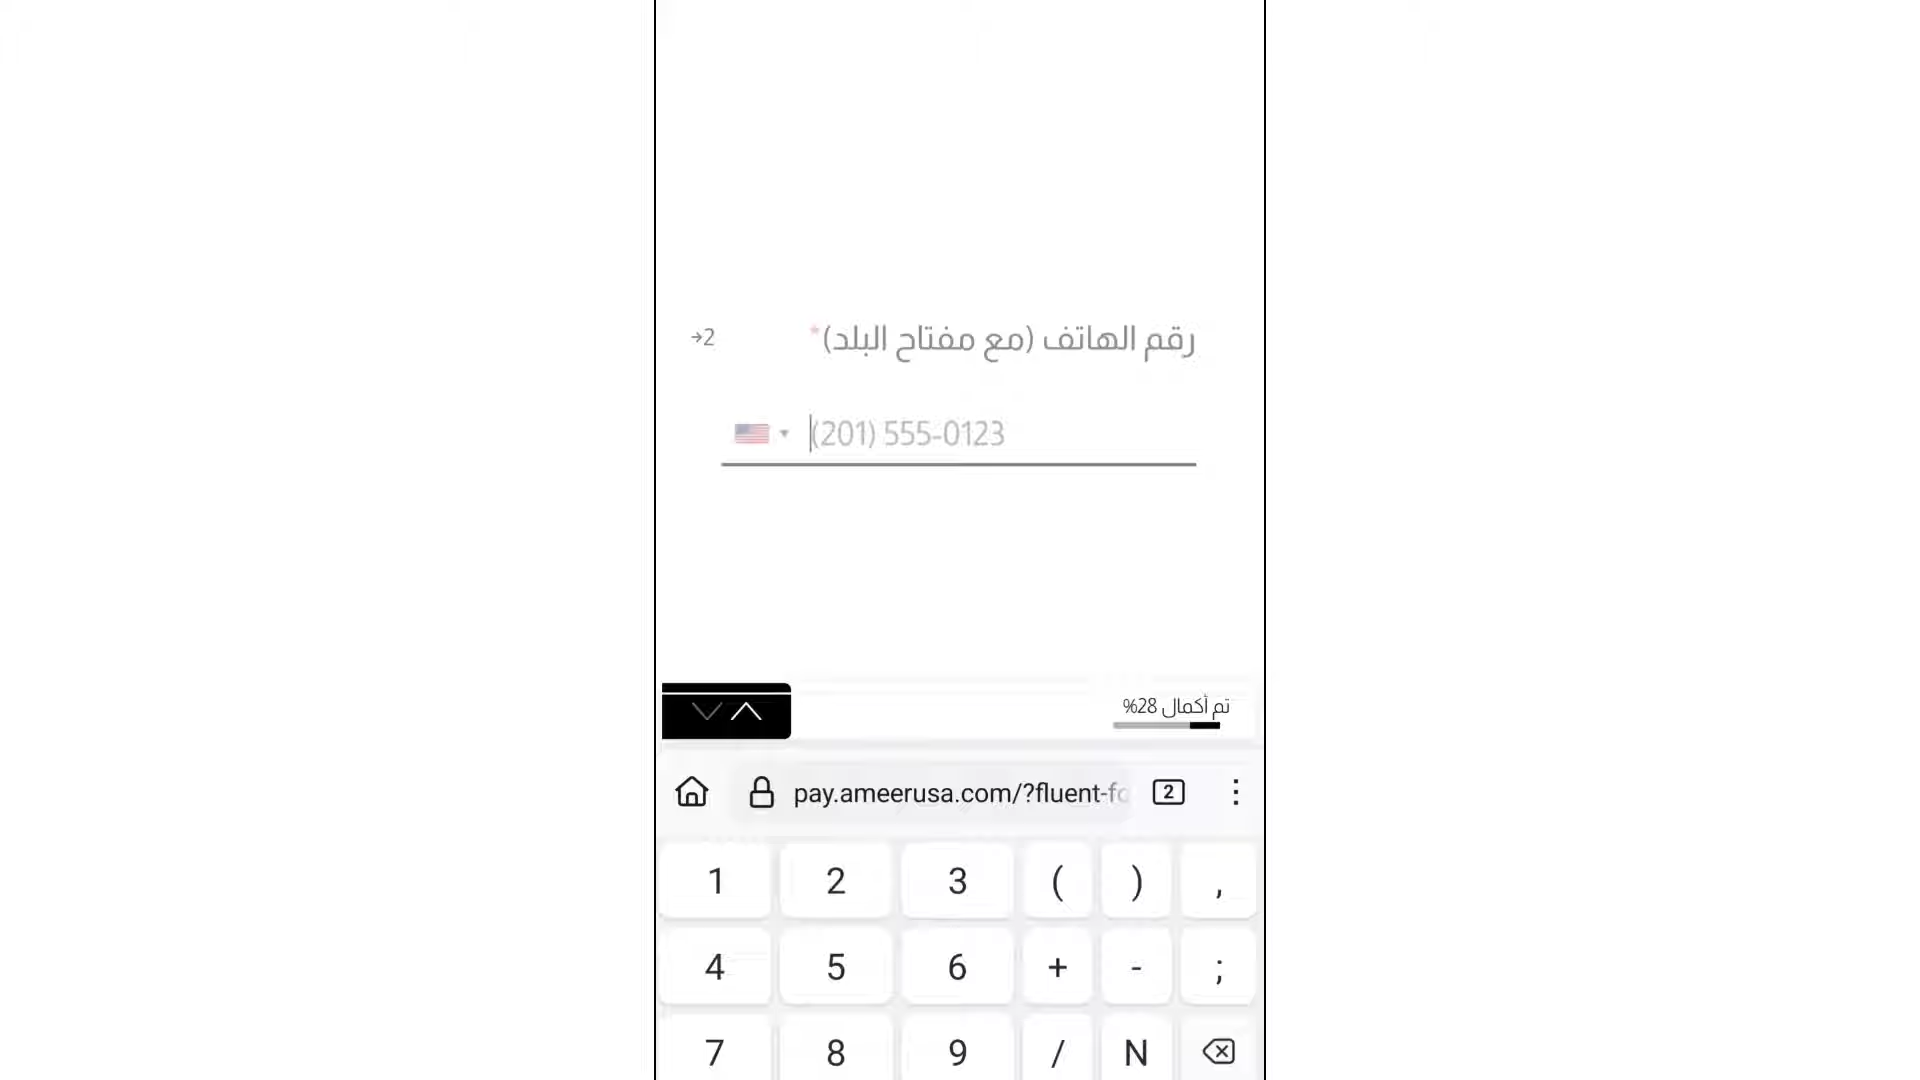 رقم الهاتف (مع مفتاح البلد)*
2→
(201) 555-0123
تم أكمال 28%
pay.ameerusa.com/?fluent-fo
2
:
1 2 3 ( ) ,
4 5 6 + - ;
7 8 9 / N